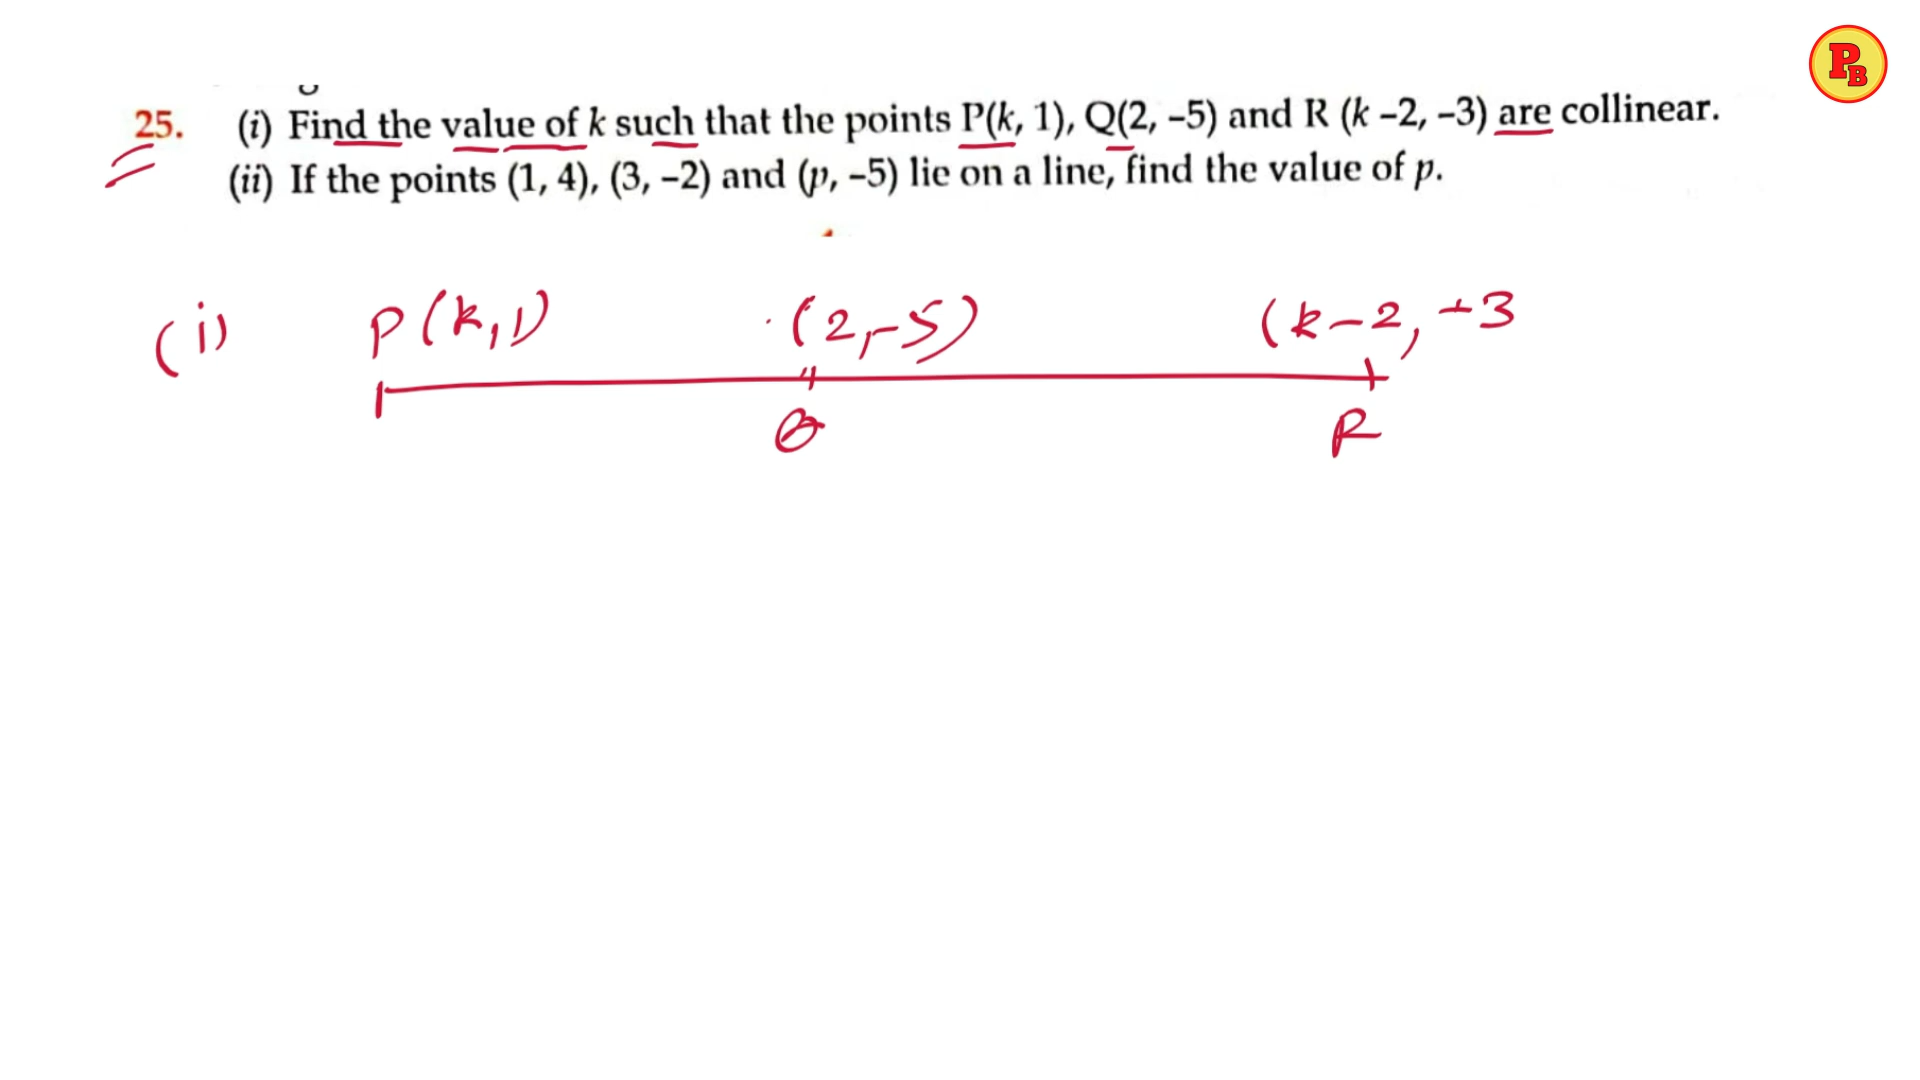 PB
25. (i) Find the value of k such that the points P(k, 1), Q(2, –5) and R (k –2, –3) are collinear.
(ii) If the points (1, 4), (3, –2) and (p, –5) lie on a line, find the value of p.
(i) P(k,1) (2,-5) (k-2, -3
Q R